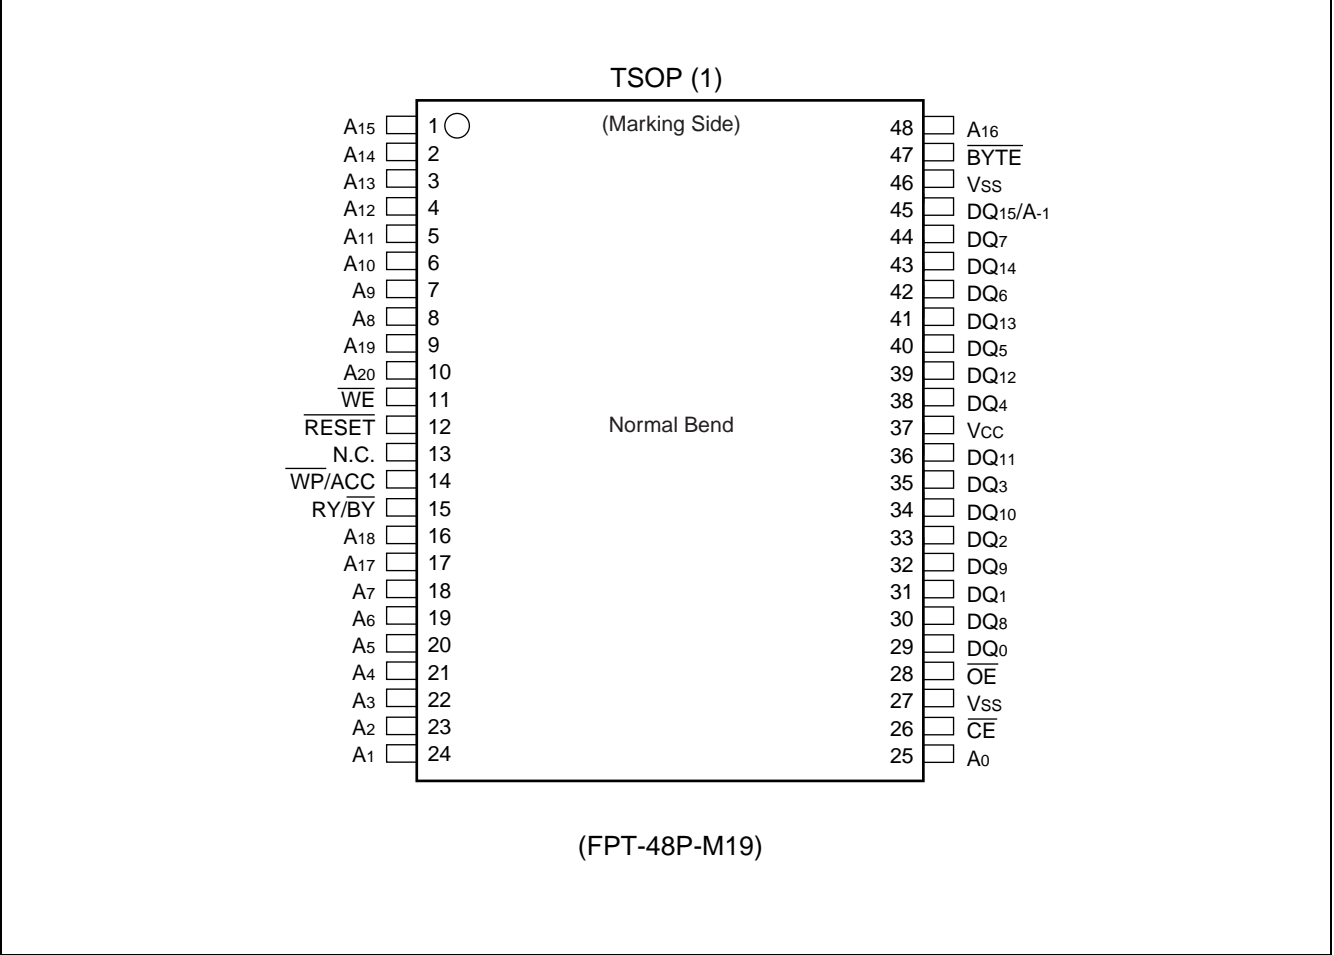 TSOP (1)
A15 1 (Marking Side) 48 A16
A14 2 47 BYTE
A13 3 46 VSS
A12 4 45 DQ15/A-1
A11 5 44 DQ7
A10 6 43 DQ14
A9 7 42 DQ6
A8 8 41 DQ13
A19 9 40 DQ5
A20 10 39 DQ12
WE 11 38 DQ4
RESET 12 Normal Bend 37 VCC
N.C. 13 36 DQ11
WP/ACC 14 35 DQ3
RY/BY 15 34 DQ10
A18 16 33 DQ2
A17 17 32 DQ9
A7 18 31 DQ1
A6 19 30 DQ8
A5 20 29 DQ0
A4 21 28 OE
A3 22 27 VSS
A2 23 26 CE
A1 24 25 A0
(FPT-48P-M19)